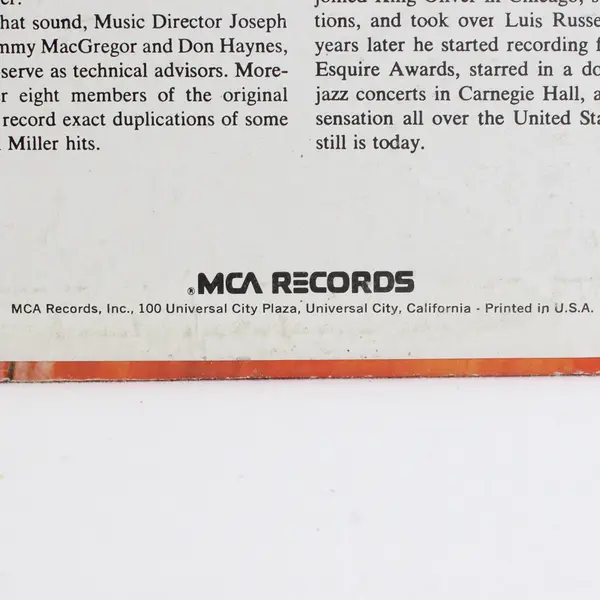 hat sound, Music Director Joseph
mmy MacGregor and Don Haynes,
serve as technical advisors. More-
r eight members of the original
record exact duplications of some
Miller hits.
tions, and took over Luis Russe
years later he started recording f
Esquire Awards, starred in a do
jazz concerts in Carnegie Hall, a
sensation all over the United Sta
still is today.
® MCA RECORDS
MCA Records, Inc., 100 Universal City Plaza, Universal City, California - Printed in U.S.A.